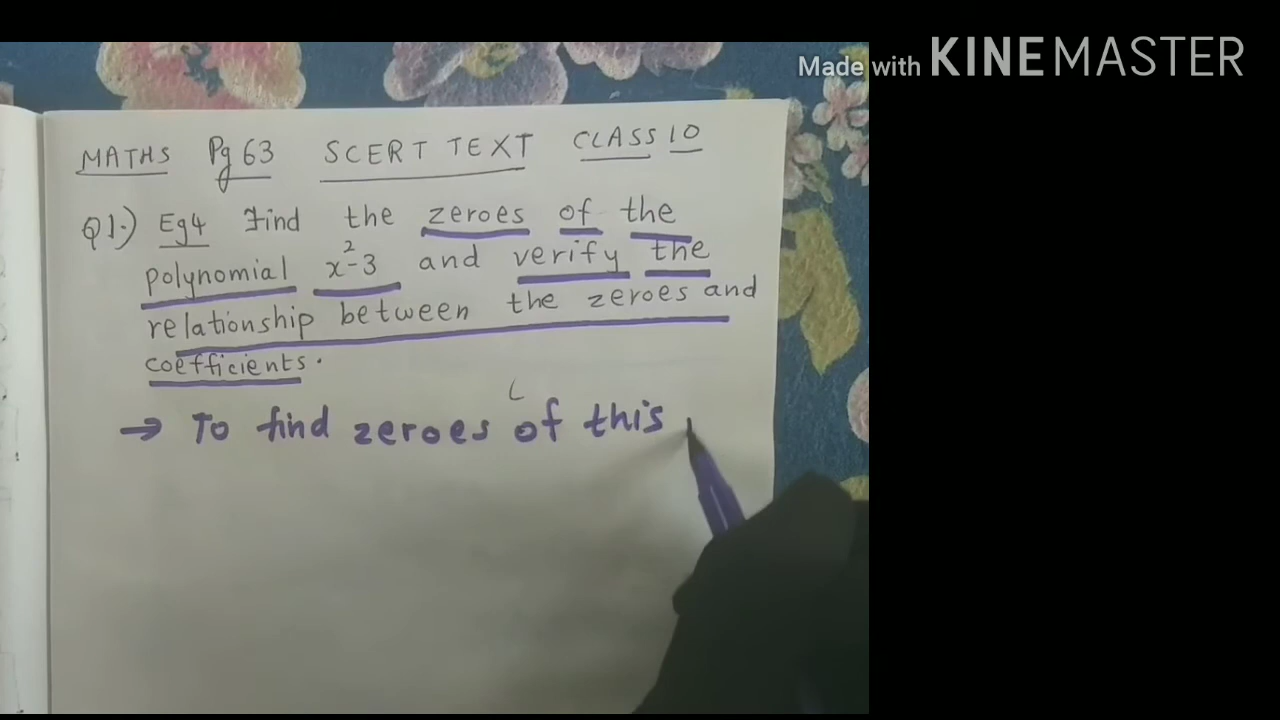 Made with KINEMASTER
MATHS Pg 63 SCERT TEXT CLASS 10
Q1.) Eg4 Find the zeroes of the
polynomial x²-3 and verify the
relationship between the zeroes and
coefficients.
→ To find zeroes of this